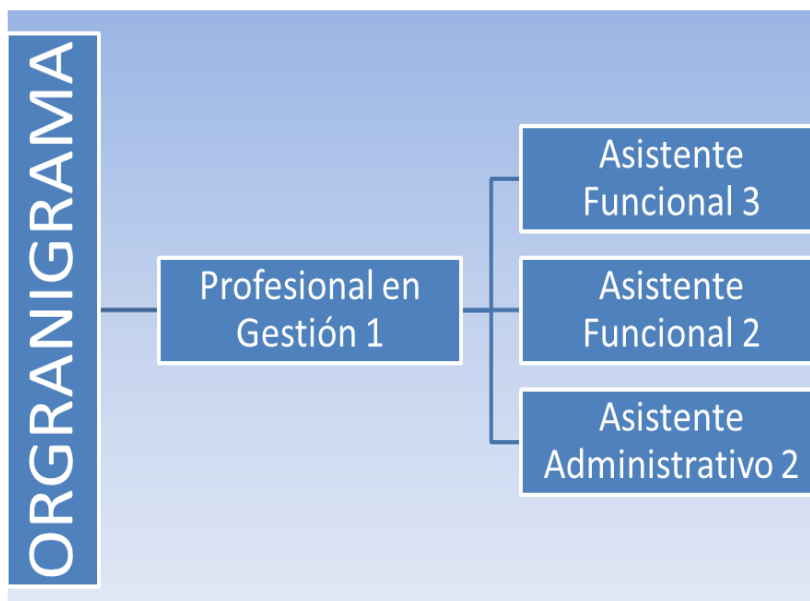 ORGRANIGRAMA
Profesional en
Gestión 1
Asistente
Funcional 3
Asistente
Funcional 2
Asistente
Administrativo 2